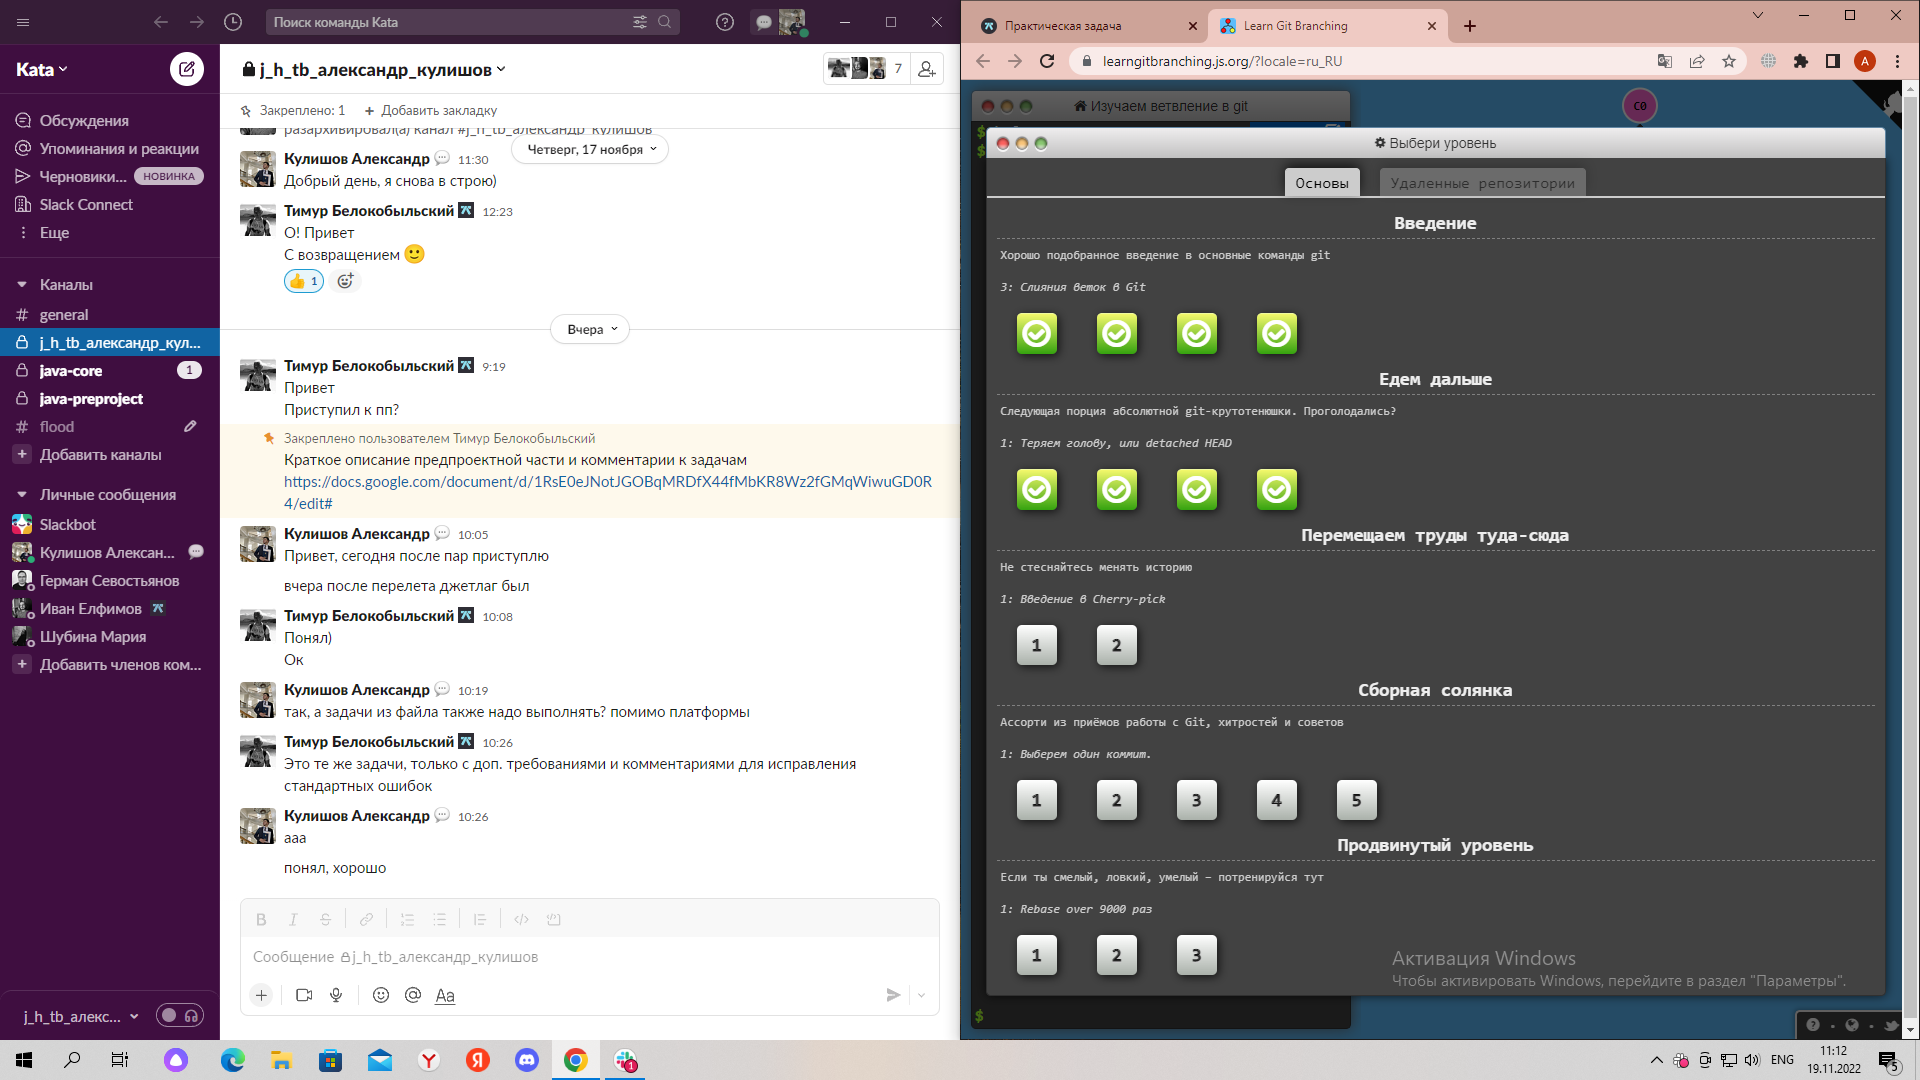 Поиск команды Kata
Kata
Обсуждения
Упоминания и реакции
Черновики...
НОВИНКА
Slack Connect
Еще
Каналы
general
j_h_tb_александр_кул...
java-core
1
java-preproject
flood
Добавить каналы
Личные сообщения
Slackbot
Кулишов Алексан...
Герман Севостьянов
Иван Елфимов
Шубина Мария
Добавить членов ком...
j_h_tb_алекс...
j_h_tb_александр_кулишов
7
Закреплено: 1
Добавить закладку
разархивировал(а) канал #j_h_tb_александр_кулишов
Четверг, 17 ноября
Кулишов Александр 11:30
Добрый день, я снова в строю)
Тимур Белокобыльский 12:23
О! Привет
С возвращением
1
Вчера
Тимур Белокобыльский 9:19
Привет
Приступил к пп?
Закреплено пользователем Тимур Белокобыльский
Краткое описание предпроектной части и комментарии к задачам
https://docs.google.com/document/d/1RsE0eJNotJGOBqMRDfX44fMbKR8Wz2fGMqWiwuGD0R
4/edit#
Кулишов Александр 10:05
Привет, сегодня после пар приступлю
вчера после перелета джетлаг был
Тимур Белокобыльский 10:08
Понял)
Ок
Кулишов Александр 10:19
так, а задачи из файла также надо выполнять? помимо платформы
Тимур Белокобыльский 10:26
Это те же задачи, только с доп. требованиями и комментариями для исправления
стандартных ошибок
Кулишов Александр 10:26
ааа
понял, хорошо
Сообщение j_h_tb_александр_кулишов
Aa
Практическая задача
Learn Git Branching
learngitbranching.js.org/?locale=ru_RU
A
Изучаем ветвление в git
C0
$
$
Выбери уровень
Основы
Удаленные репозитории
Введение
Хорошо подобранное введение в основные команды git
3: Слияния веток в Git
Едем дальше
Следующая порция абсолютной git-крутотенюшки. Проголодались?
1: Теряем голову, или detached HEAD
Перемещаем труды туда-сюда
Не стесняйтесь менять историю
1: Введение в Cherry-pick
1 2
Сборная солянка
Ассорти из приёмов работы с Git, хитростей и советов
1: Выберем один коммит.
1 2 3 4 5
Продвинутый уровень
Если ты смелый, ловкий, умелый – потренируйся тут
1: Rebase over 9000 раз
1 2 3
Активация Windows
Чтобы активировать Windows, перейдите в раздел "Параметры".
$
ENG
11:12
19.11.2022
5